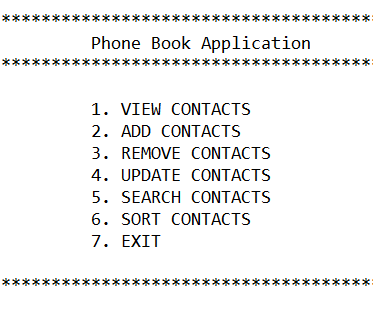 *************************************
Phone Book Application
*************************************
1. VIEW CONTACTS
2. ADD CONTACTS
3. REMOVE CONTACTS
4. UPDATE CONTACTS
5. SEARCH CONTACTS
6. SORT CONTACTS
7. EXIT
*************************************